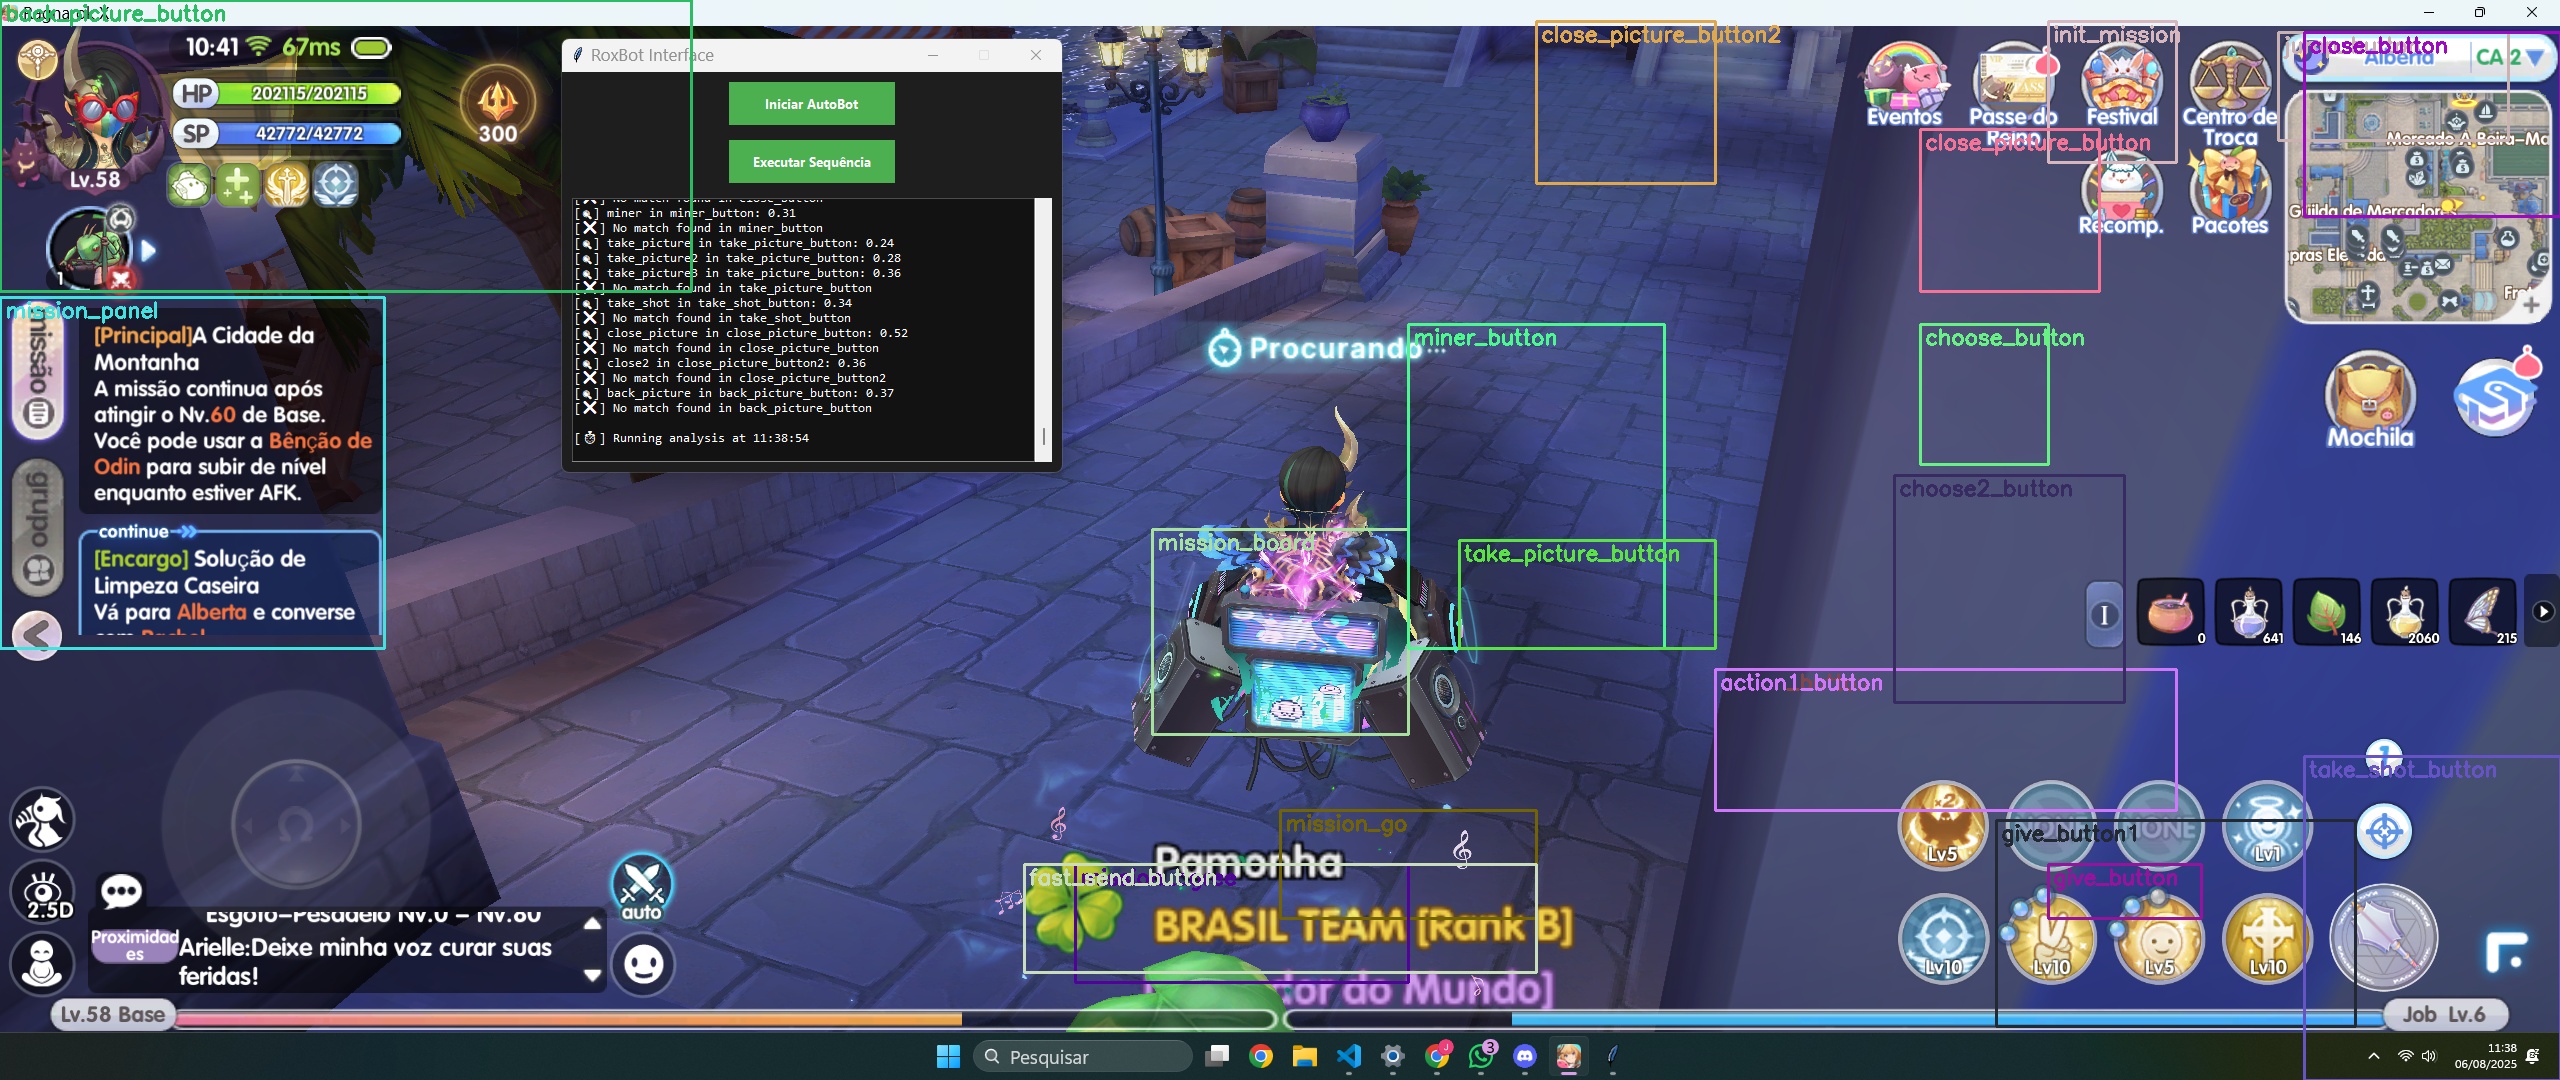 back_picture_button
10:41
67ms
HP 202115/202115
SP 42772/42772
Lv.58
300
1
mission_panel
missão
grupo
[Principal]A Cidade da
Montanha
A missão continua após
atingir o Nv.60 de Base.
Você pode usar a Bênção de
Odin para subir de nível
enquanto estiver AFK.
continue
[Encargo] Solução de
Limpeza Caseira
Vá para Alberta e converse
RoxBot Interface
Iniciar AutoBot
Executar Sequência
[🔍] miner in miner_button: 0.31
[❌] No match found in miner_button
[🔍] take_picture in take_picture_button: 0.24
[🔍] take_picture2 in take_picture_button: 0.28
[🔍] take_picture3 in take_picture_button: 0.36
[❌] No match found in take_picture_button
[🔍] take_shot in take_shot_button: 0.34
[❌] No match found in take_shot_button
[🔍] close_picture in close_picture_button: 0.52
[❌] No match found in close_picture_button
[🔍] close2 in close_picture_button2: 0.36
[❌] No match found in close_picture_button2
[🔍] back_picture in back_picture_button: 0.37
[❌] No match found in back_picture_button
[⏱] Running analysis at 11:38:54
close_picture_button2
init_mission
close_button
Alberta
CA 2
Eventos
Passe do
Reino
Festival
Centro de
Troca
close_picture_button
Recomp.
Pacotes
Mercado À Beira-Ma
Guilda de Mercadores
Procurando...
miner_button
choose_button
Mochila
choose2_button
mission_board
take_picture_button
I
0
641
146
2060
215
action1_button
take_shot_button
mission_go
give_button1
Lv5
NONE
Lv1
Pamonha
fast_send_button
give_button
BRASIL TEAM [Rank B]
Lv10
Lv10
Lv5
Lv10
do Mundo]
2.5D
auto
Proximidad
es
Arielle:Deixe minha voz curar suas
feridas!
Lv.58 Base
Job Lv.6
Pesquisar
3
11:38
06/08/2025